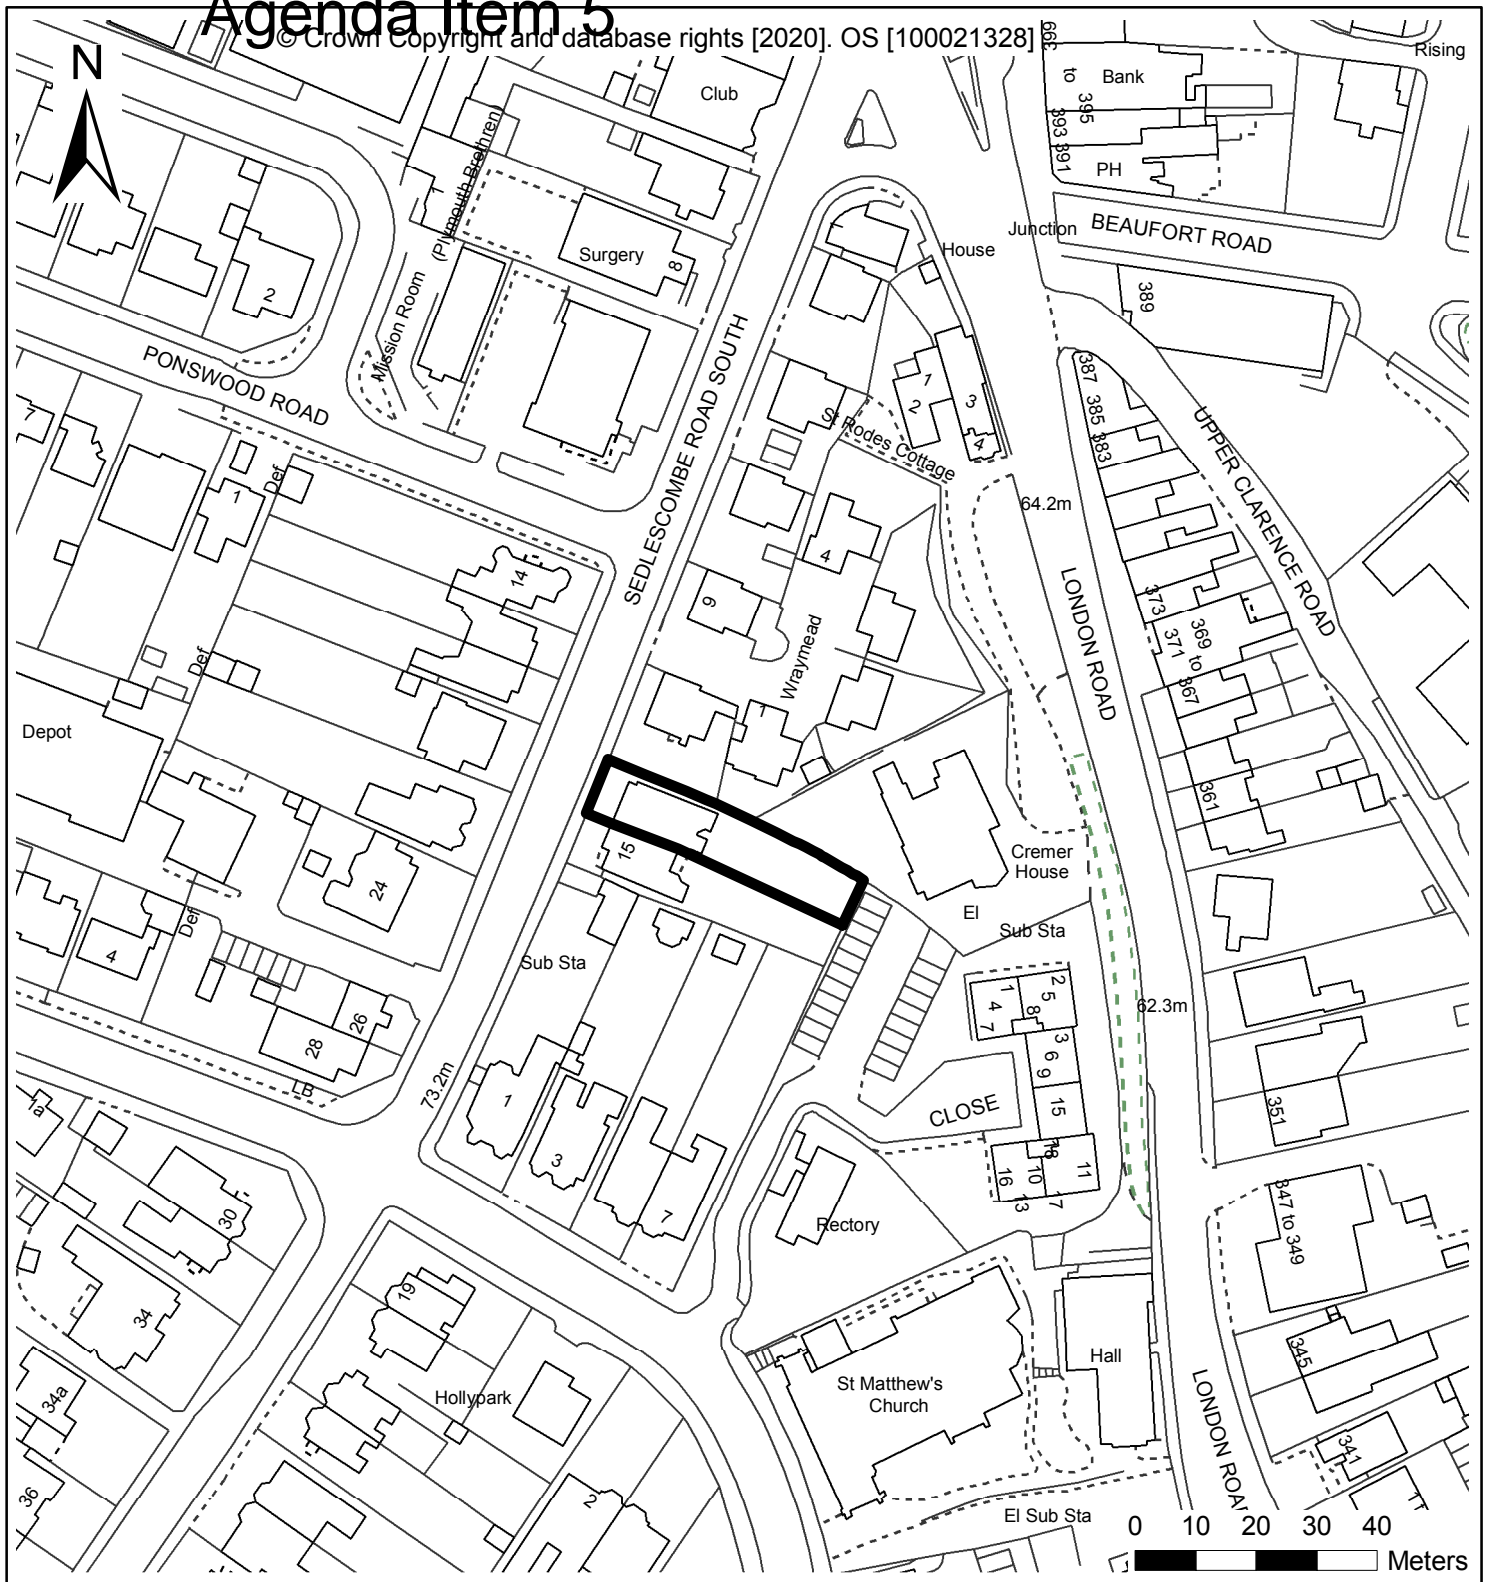 Agenda Item 5
© Crown Copyright and database rights [2020]. OS [100021328]
N
Club
399
to
395
Bank
393
391
PH
Rising
1
Mission Room (Plymouth Brethren)
Surgery
8
2
PONSWOOD ROAD
SEDLESCOMBE ROAD SOUTH
1
House
Junction
BEAUFORT ROAD
389
1
2
3
4
St Rodes Cottage
387
385
383
UPPER CLARENCE ROAD
7
1
Def
14
64.2m
LONDON ROAD
4
9
Wraymead
1
373
371
369
to
367
Def
Depot
361
15
24
Cremer
House
El
Sub Sta
4
Def
Sub Sta
26
28
LB
73.2m
1
2
4
5
7
8
3
6
9
15
62.3m
CLOSE
18
11
16
10
13
17
351
1a
1
3
7
30
34
Rectory
347 to 349
19
34a
Hollypark
St Matthew's
Church
Hall
345
LONDON ROAD
341
36
2
El Sub Sta
11
0 10 20 30 40
Meters